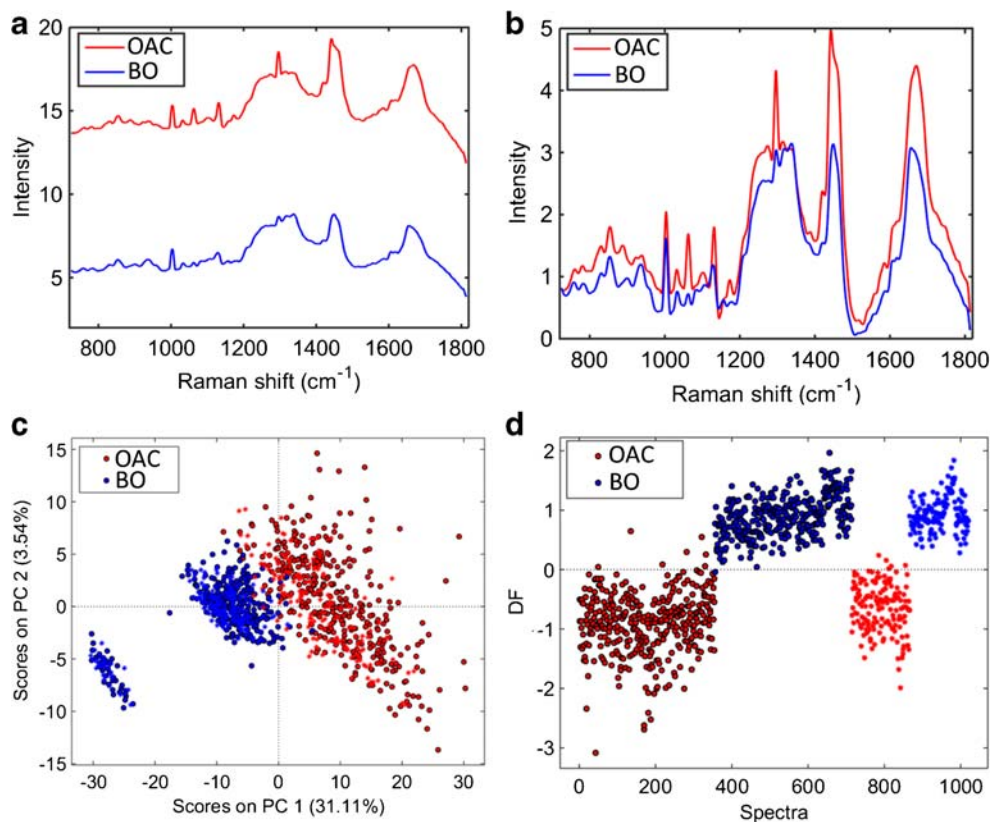 a
OAC
BO
20
15
10
5
Intensity
800 1000 1200 1400 1600 1800
Raman shift (cm⁻¹)
b
OAC
BO
5
4
3
2
1
0
Intensity
800 1000 1200 1400 1600 1800
Raman shift (cm⁻¹)
c
OAC
BO
15
10
5
0
-5
-10
-15
Scores on PC 2 (3.54%)
-30 -20 -10 0 10 20 30
Scores on PC 1 (31.11%)
d
OAC
BO
2
1
0
-1
-2
-3
DF
0 200 400 600 800 1000
Spectra